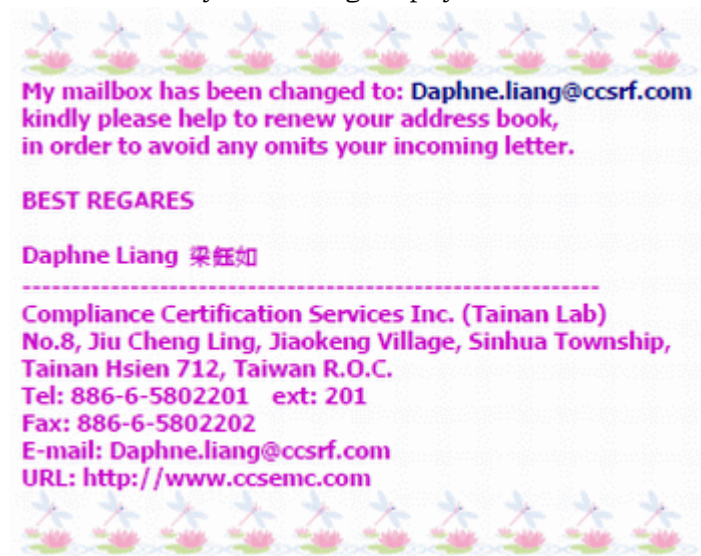 My mailbox has been changed to: Daphne.liang@ccsrf.com
kindly please help to renew your address book,
in order to avoid any omits your incoming letter.
BEST REGARES
Daphne Liang 梁鈺如
------------------------------------------------------------
Compliance Certification Services Inc. (Tainan Lab)
No.8, Jiu Cheng Ling, Jiaokeng Village, Sinhua Township,
Tainan Hsien 712, Taiwan R.O.C.
Tel: 886-6-5802201 ext: 201
Fax: 886-6-5802202
E-mail: Daphne.liang@ccsrf.com
URL: http://www.ccsemc.com